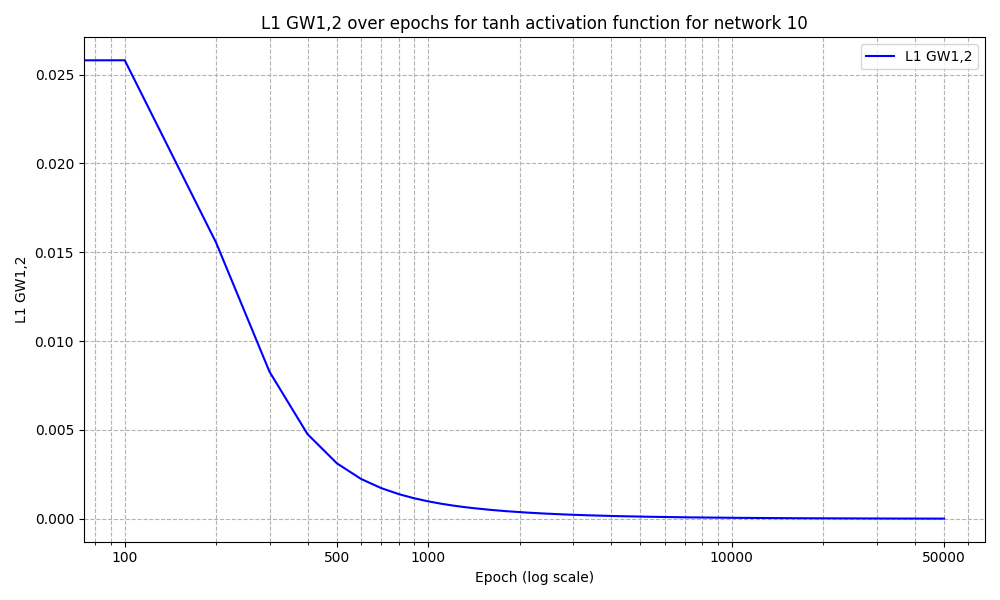 L1 GW1,2 over epochs for tanh activation function for network 10
L1 GW1,2
0.025
0.020
0.015
0.010
0.005
0.000
L1 GW1,2
100
500
1000
10000
50000
Epoch (log scale)